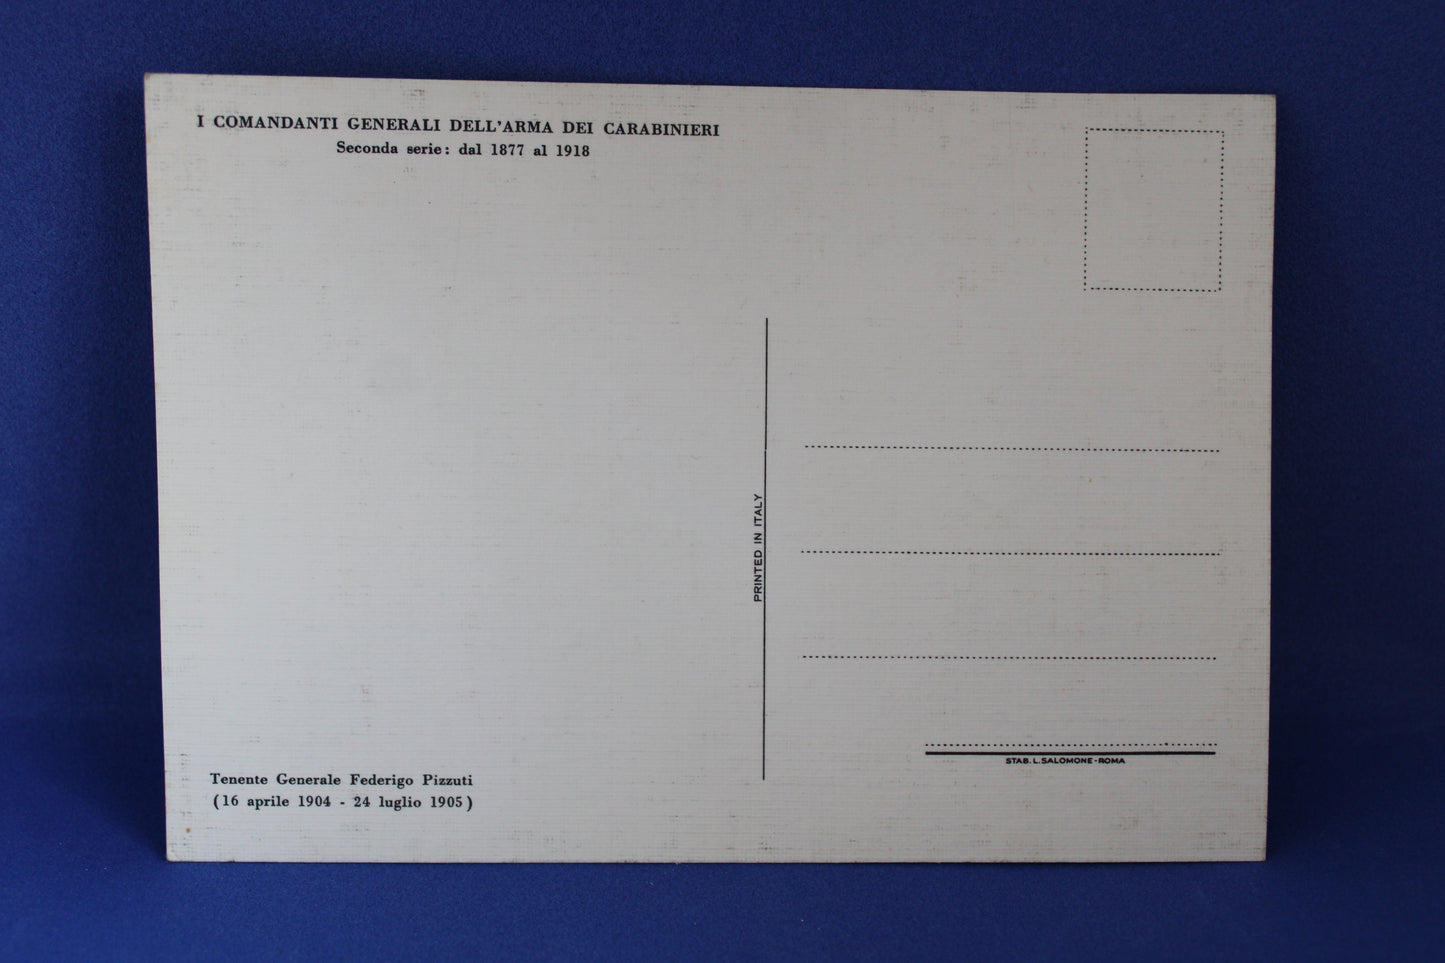 I COMANDANTI GENERALI DELL'ARMA DEI CARABINIERI
Seconda serie: dal 1877 al 1918
PRINTED IN ITALY
STAB. L. SALOMONE - ROMA
Tenente Generale Federigo Pizzuti
(16 aprile 1904 - 24 luglio 1905)